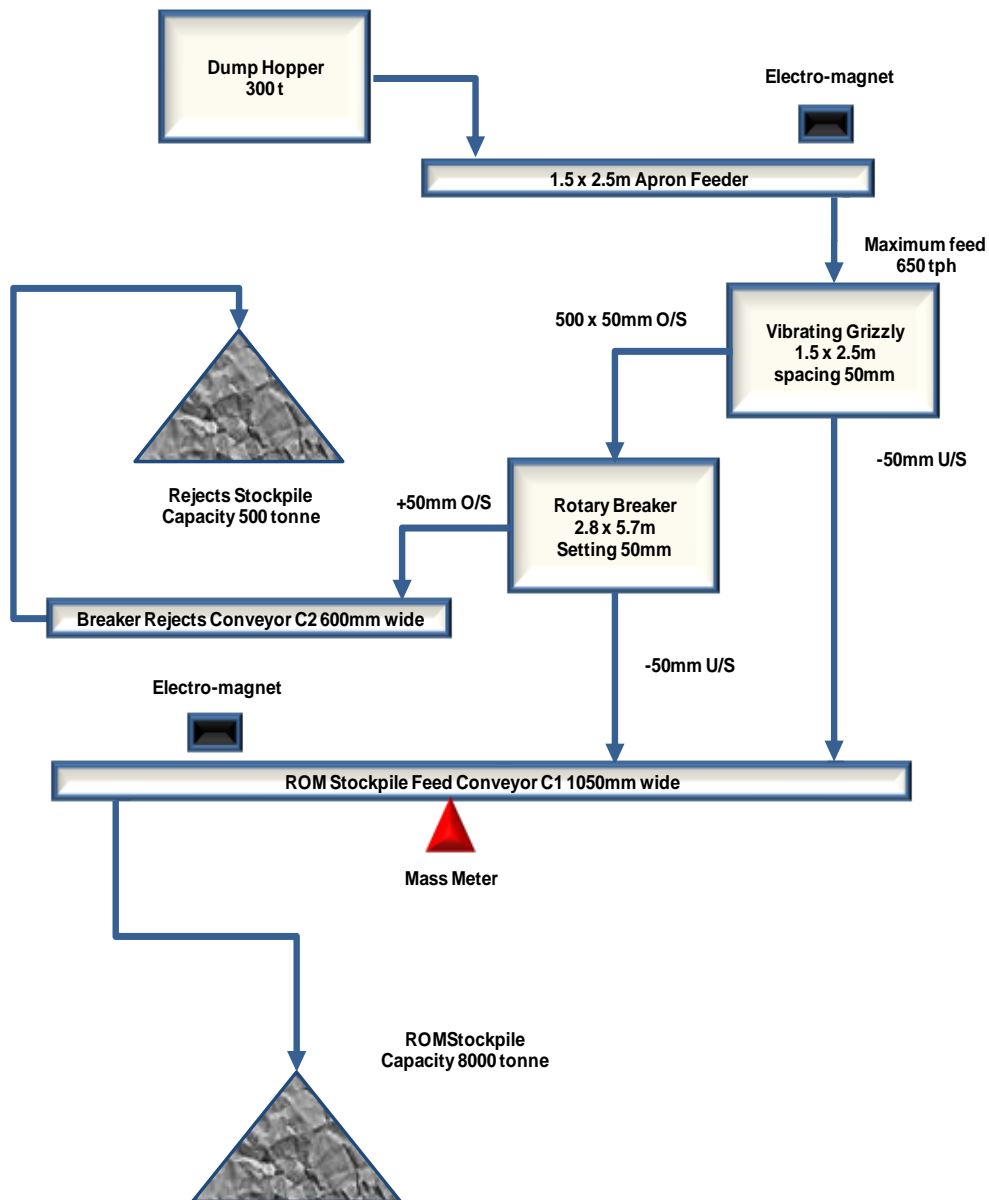 Dump Hopper
300 t
Electro-magnet
1.5 x 2.5m Apron Feeder
Maximum feed
650 tph
500 x 50mm O/S
Vibrating Grizzly
1.5 x 2.5m
spacing 50mm
-50mm U/S
Rejects Stockpile
Capacity 500 tonne
+50mm O/S
Rotary Breaker
2.8 x 5.7m
Setting 50mm
Breaker Rejects Conveyor C2 600mm wide
-50mm U/S
Electro-magnet
ROM Stockpile Feed Conveyor C1 1050mm wide
Mass Meter
ROMStockpile
Capacity 8000 tonne